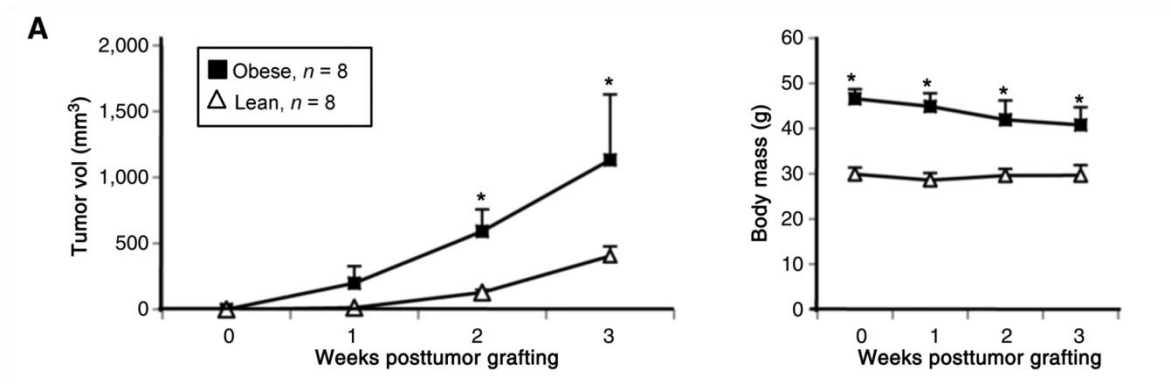 A
2,000
1,500
1,000
500
0
Tumor vol (mm³)
Obese, n = 8
Lean, n = 8
*
*
0 1 2 3
Weeks posttumor grafting
60
50
40
30
20
10
0
Body mass (g)
* * * *
0 1 2 3
Weeks posttumor grafting